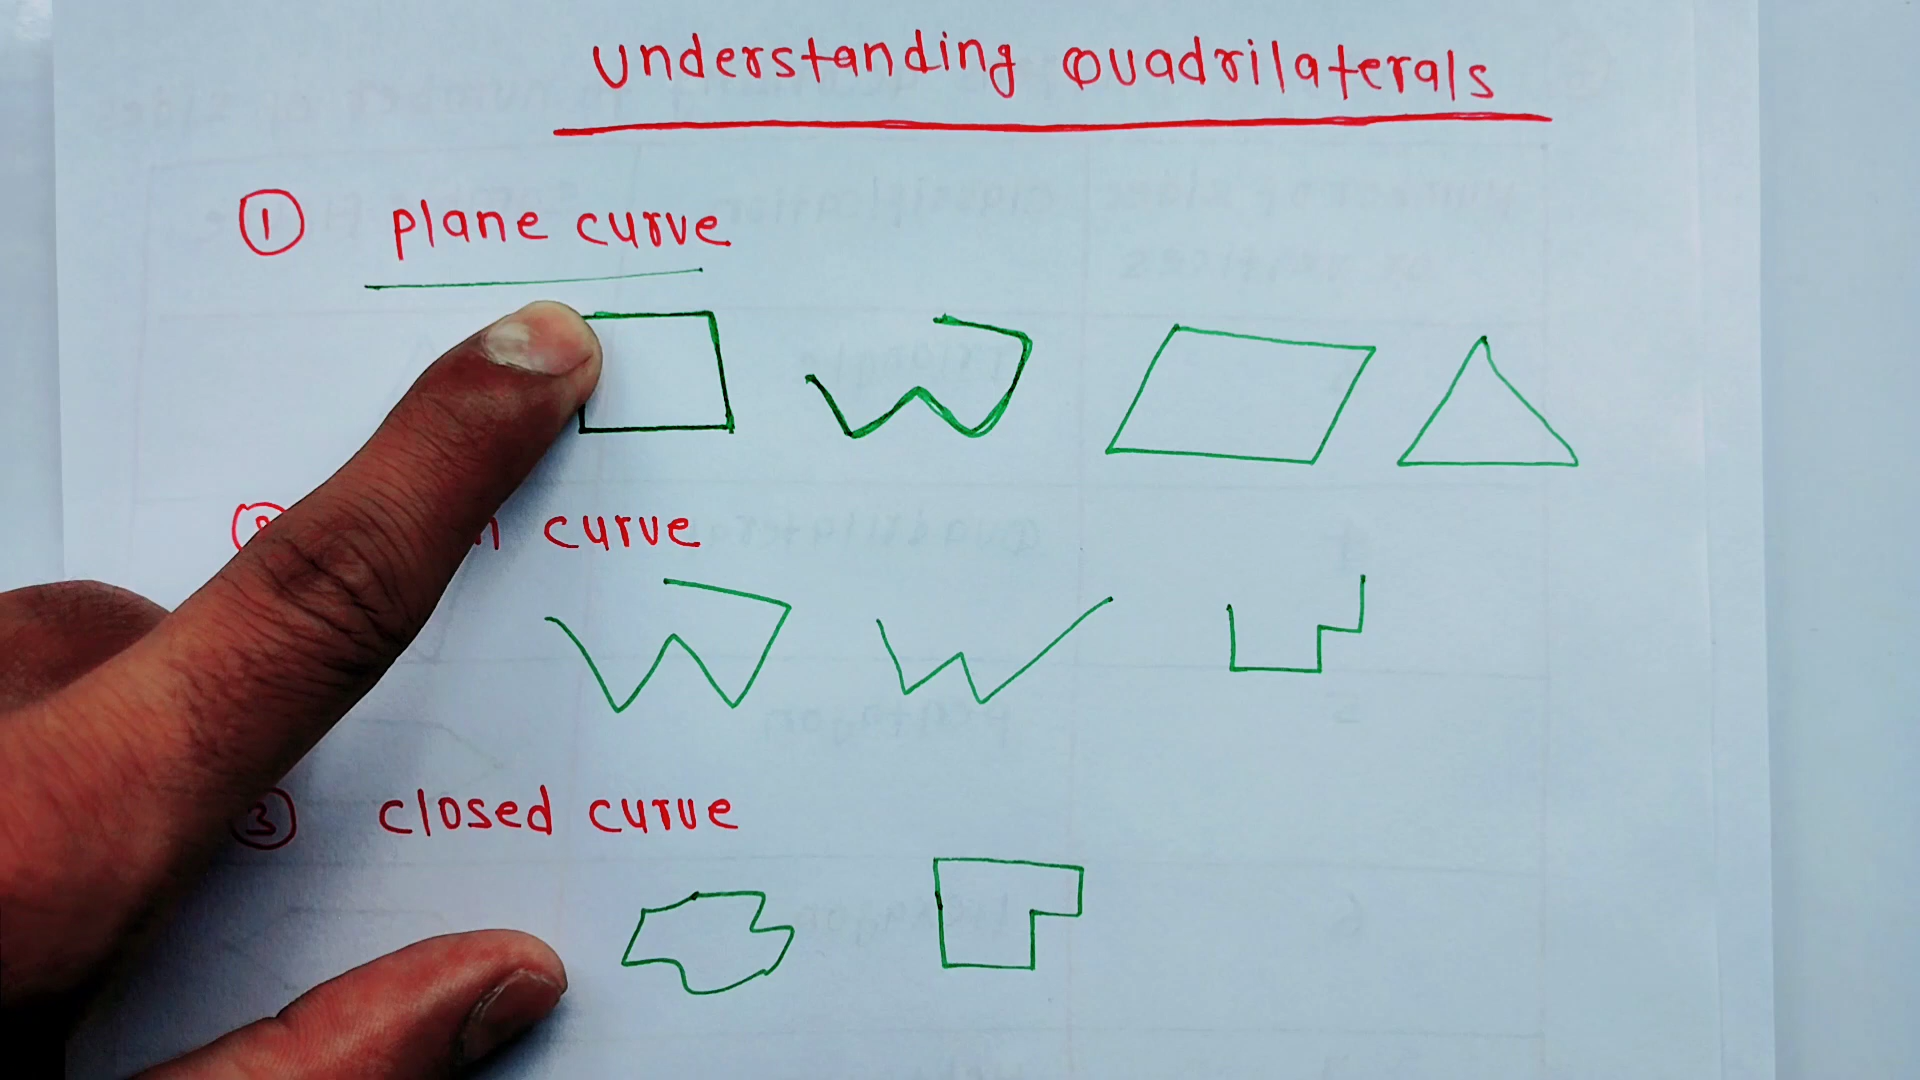 understanding Quadrilaterals
① plane curve
curve
③ closed curve